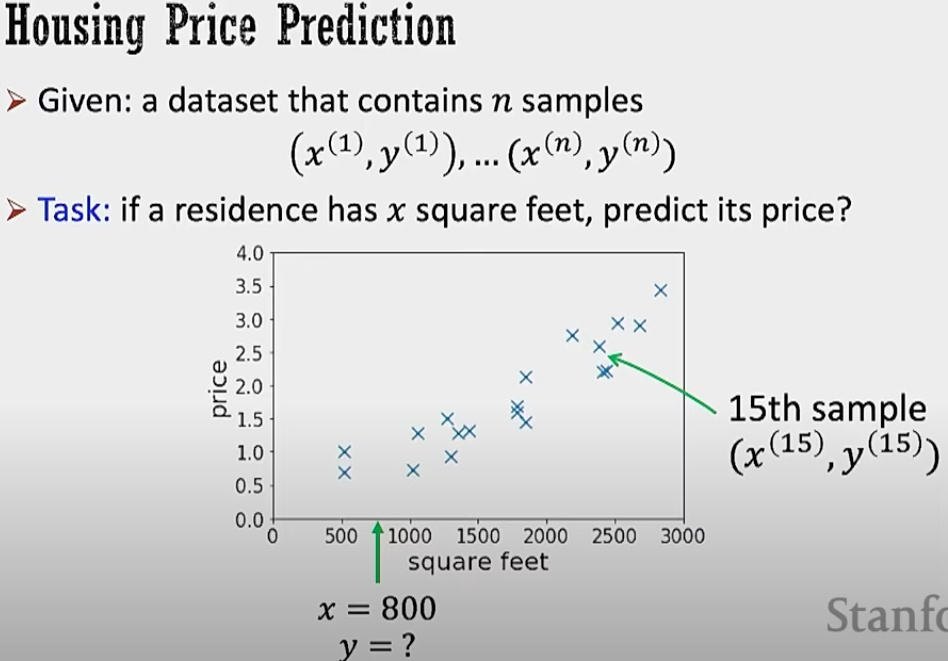 Housing Price Prediction
➢ Given: a dataset that contains n samples
(x⁽¹⁾, y⁽¹⁾), … (x⁽ⁿ⁾, y⁽ⁿ⁾)
➢ Task: if a residence has x square feet, predict its price?
4.0
3.5
3.0
2.5
2.0
1.5
1.0
0.5
0.0
price
0 500 1000 1500 2000 2500 3000
square feet
15th sample
(x⁽¹⁵⁾, y⁽¹⁵⁾)
x = 800
y = ?